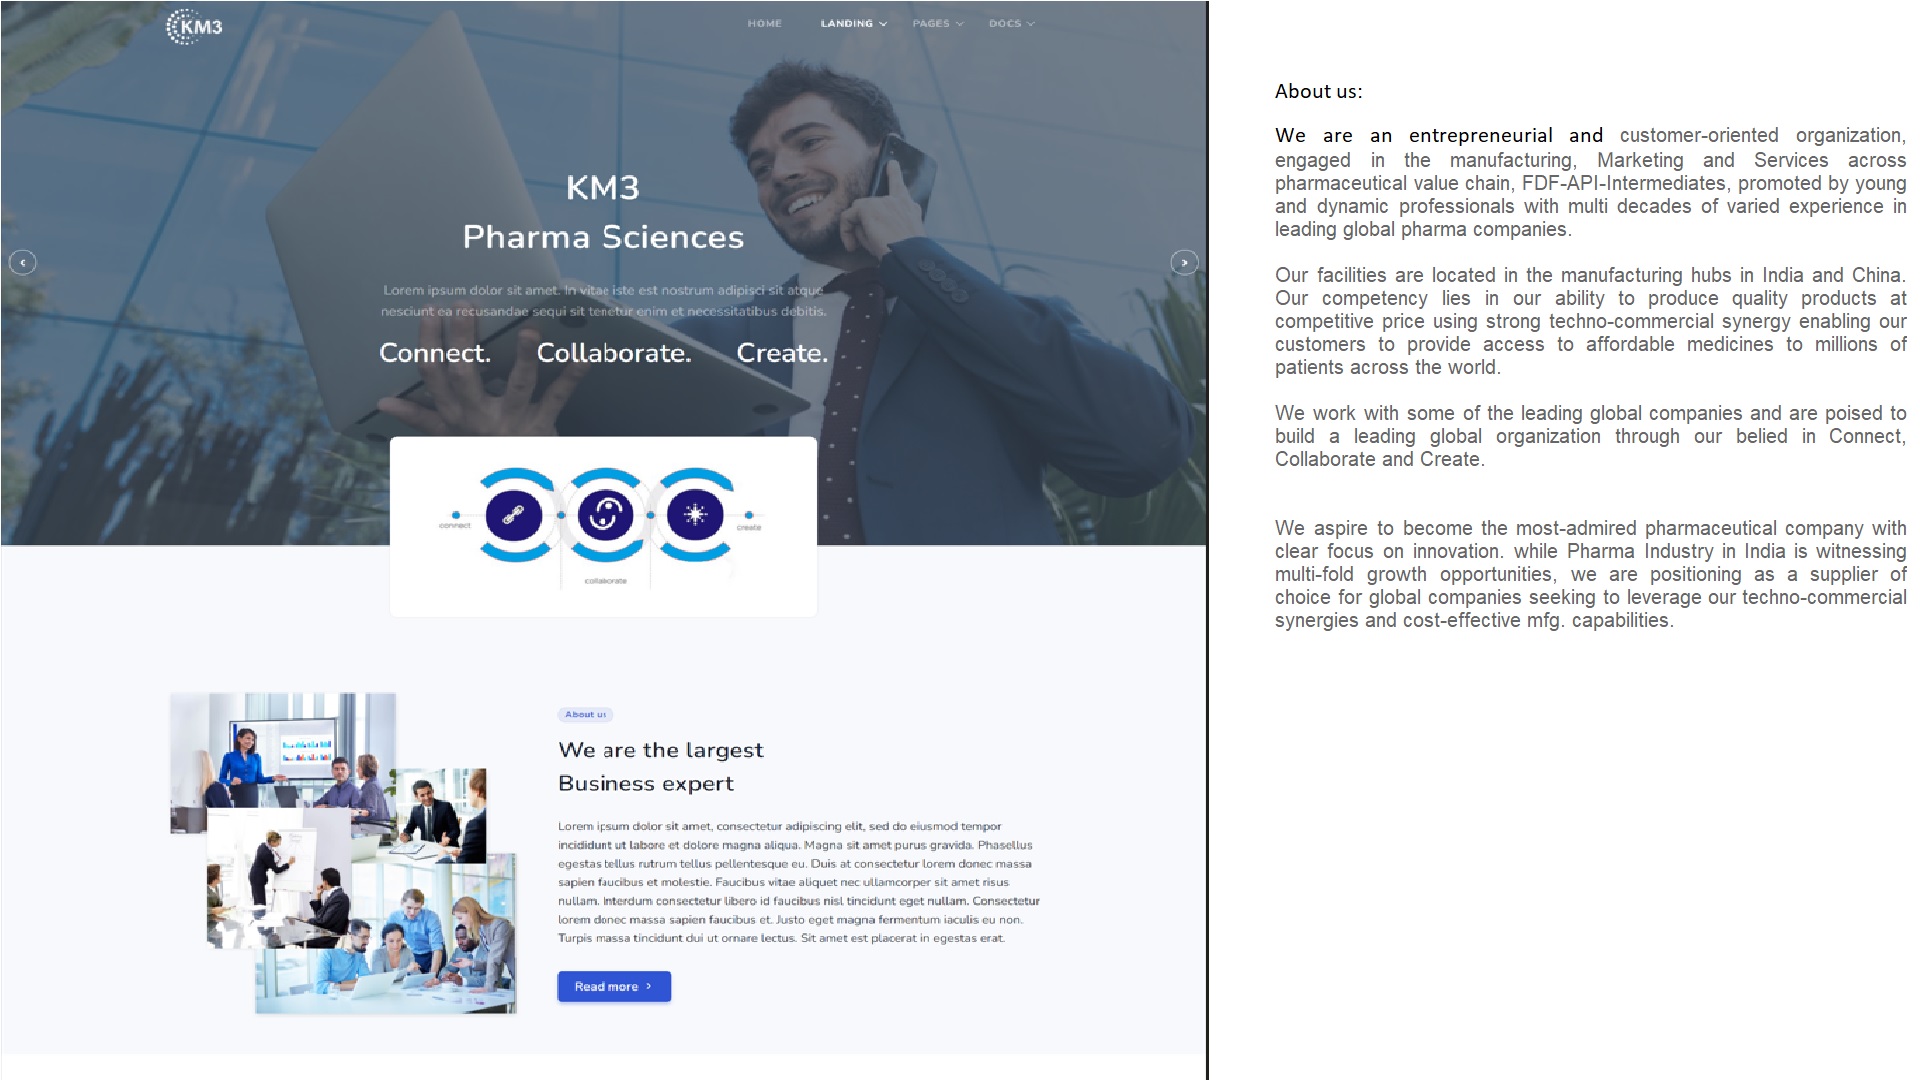 KM3
HOME LANDING PAGES DOCS
KM3
Pharma Sciences
Lorem ipsum dolor sit amet. In vitae iste est nostrum adipisci sit atque
nesciunt ea recusandae sequi sit tenetur enim et necessitatibus debitis.
Connect. Collaborate. Create.
connect
create
collaborate
About us
We are the largest
Business expert
Lorem ipsum dolor sit amet, consectetur adipiscing elit, sed do eiusmod tempor
incididunt ut labore et dolore magna aliqua. Magna sit amet purus gravida. Phasellus
egestas tellus rutrum tellus pellentesque eu. Duis at consectetur lorem donec massa
sapien faucibus et molestie. Faucibus vitae aliquet nec ullamcorper sit amet risus
nullam. Interdum consectetur libero id faucibus nisl tincidunt eget nullam. Consectetur
lorem donec massa sapien faucibus et. Justo eget magna fermentum iaculis eu non.
Turpis massa tincidunt dui ut ornare lectus. Sit amet est placerat in egestas erat.
Read more
About us:
We are an entrepreneurial and customer-oriented organization,
engaged in the manufacturing, Marketing and Services across
pharmaceutical value chain, FDF-API-Intermediates, promoted by young
and dynamic professionals with multi decades of varied experience in
leading global pharma companies.
Our facilities are located in the manufacturing hubs in India and China.
Our competency lies in our ability to produce quality products at
competitive price using strong techno-commercial synergy enabling our
customers to provide access to affordable medicines to millions of
patients across the world.
We work with some of the leading global companies and are poised to
build a leading global organization through our belied in Connect,
Collaborate and Create.
We aspire to become the most-admired pharmaceutical company with
clear focus on innovation. while Pharma Industry in India is witnessing
multi-fold growth opportunities, we are positioning as a supplier of
choice for global companies seeking to leverage our techno-commercial
synergies and cost-effective mfg. capabilities.